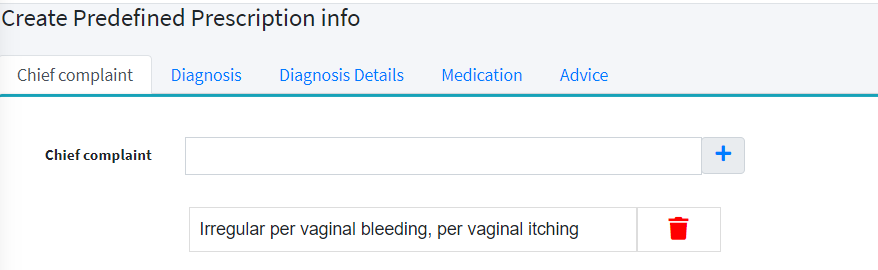 Create Predefined Prescription info
Chief complaint Diagnosis Diagnosis Details Medication Advice
Chief complaint
Irregular per vaginal bleeding, per vaginal itching